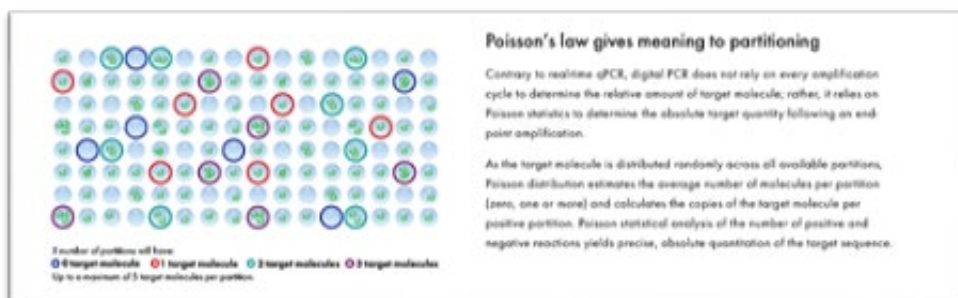 Poisson's law gives meaning to partitioning
Contrary to real-time qPCR, digital PCR does not rely on every amplification
cycle to determine the relative amount of target molecule; rather, it relies on
Poisson statistics to determine the absolute target quantity following an end-
point amplification.
As the target molecule is distributed randomly across all available partitions,
Poisson distribution estimates the average number of molecules per partition
(zero, one or more) and calculates the copies of the target molecule per
positive partition. Poisson statistical analysis of the number of positive and
negative reactions yields precise, absolute quantitation of the target sequence.
X number of partitions will have:
0 target molecule 1 target molecule 2 target molecules 3 target molecules
Up to a maximum of 5 target molecules per partition.